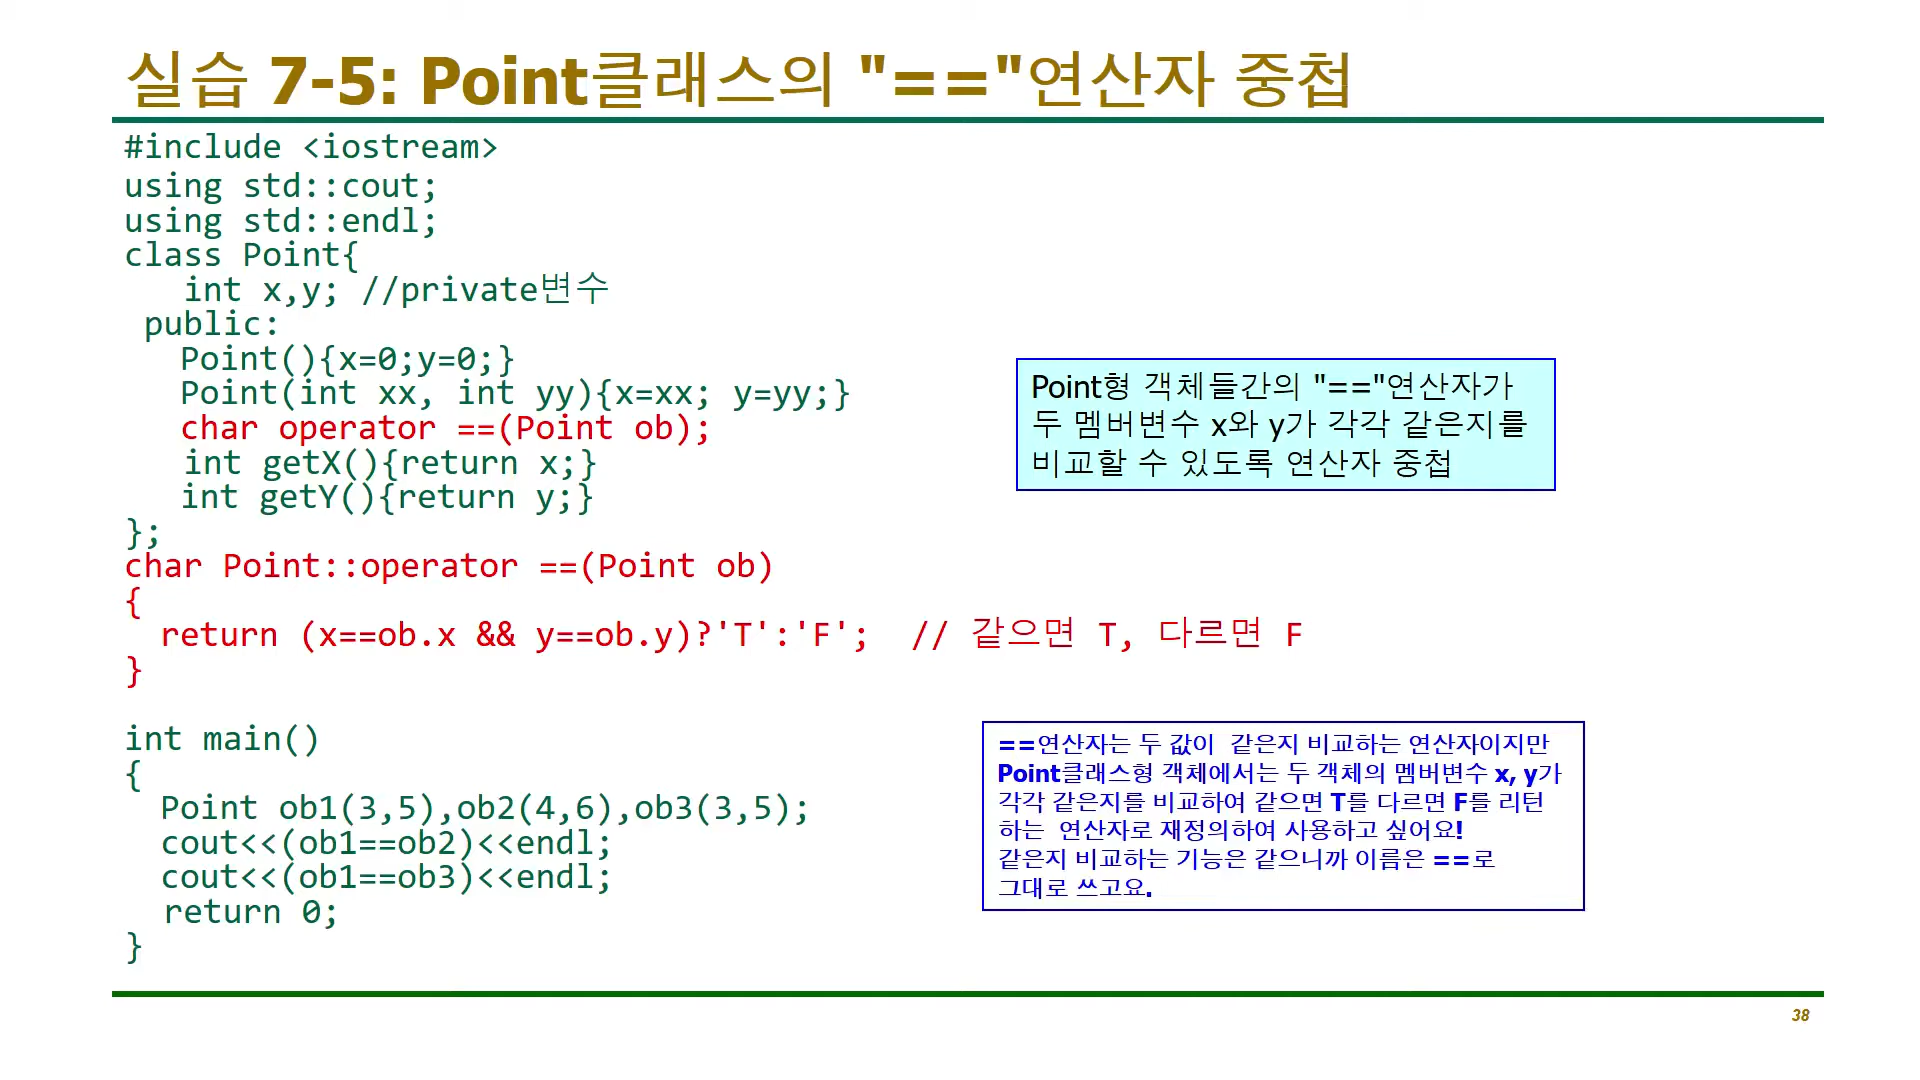 실습 7-5: Point클래스의 "=="연산자 중첩
#include <iostream>
using std::cout;
using std::endl;
class Point{
int x,y; //private변수
public:
Point(){x=0;y=0;}
Point(int xx, int yy){x=xx; y=yy;}
char operator ==(Point ob);
int getX(){return x;}
int getY(){return y;}
};
char Point::operator ==(Point ob)
{
return (x==ob.x && y==ob.y)?'T':'F'; // 같으면 T, 다르면 F
}
int main()
{
Point ob1(3,5),ob2(4,6),ob3(3,5);
cout<<(ob1==ob2)<<endl;
cout<<(ob1==ob3)<<endl;
return 0;
}
Point형 객체들간의 "=="연산자가
두 멤버변수 x와 y가 각각 같은지를
비교할 수 있도록 연산자 중첩
==연산자는 두 값이 같은지 비교하는 연산자이지만
Point클래스형 객체에서는 두 객체의 멤버변수 x, y가
각각 같은지를 비교하여 같으면 T를 다르면 F를 리턴
하는 연산자로 재정의하여 사용하고 싶어요!
같은지 비교하는 기능은 같으니까 이름은 ==로
그대로 쓰고요.
38